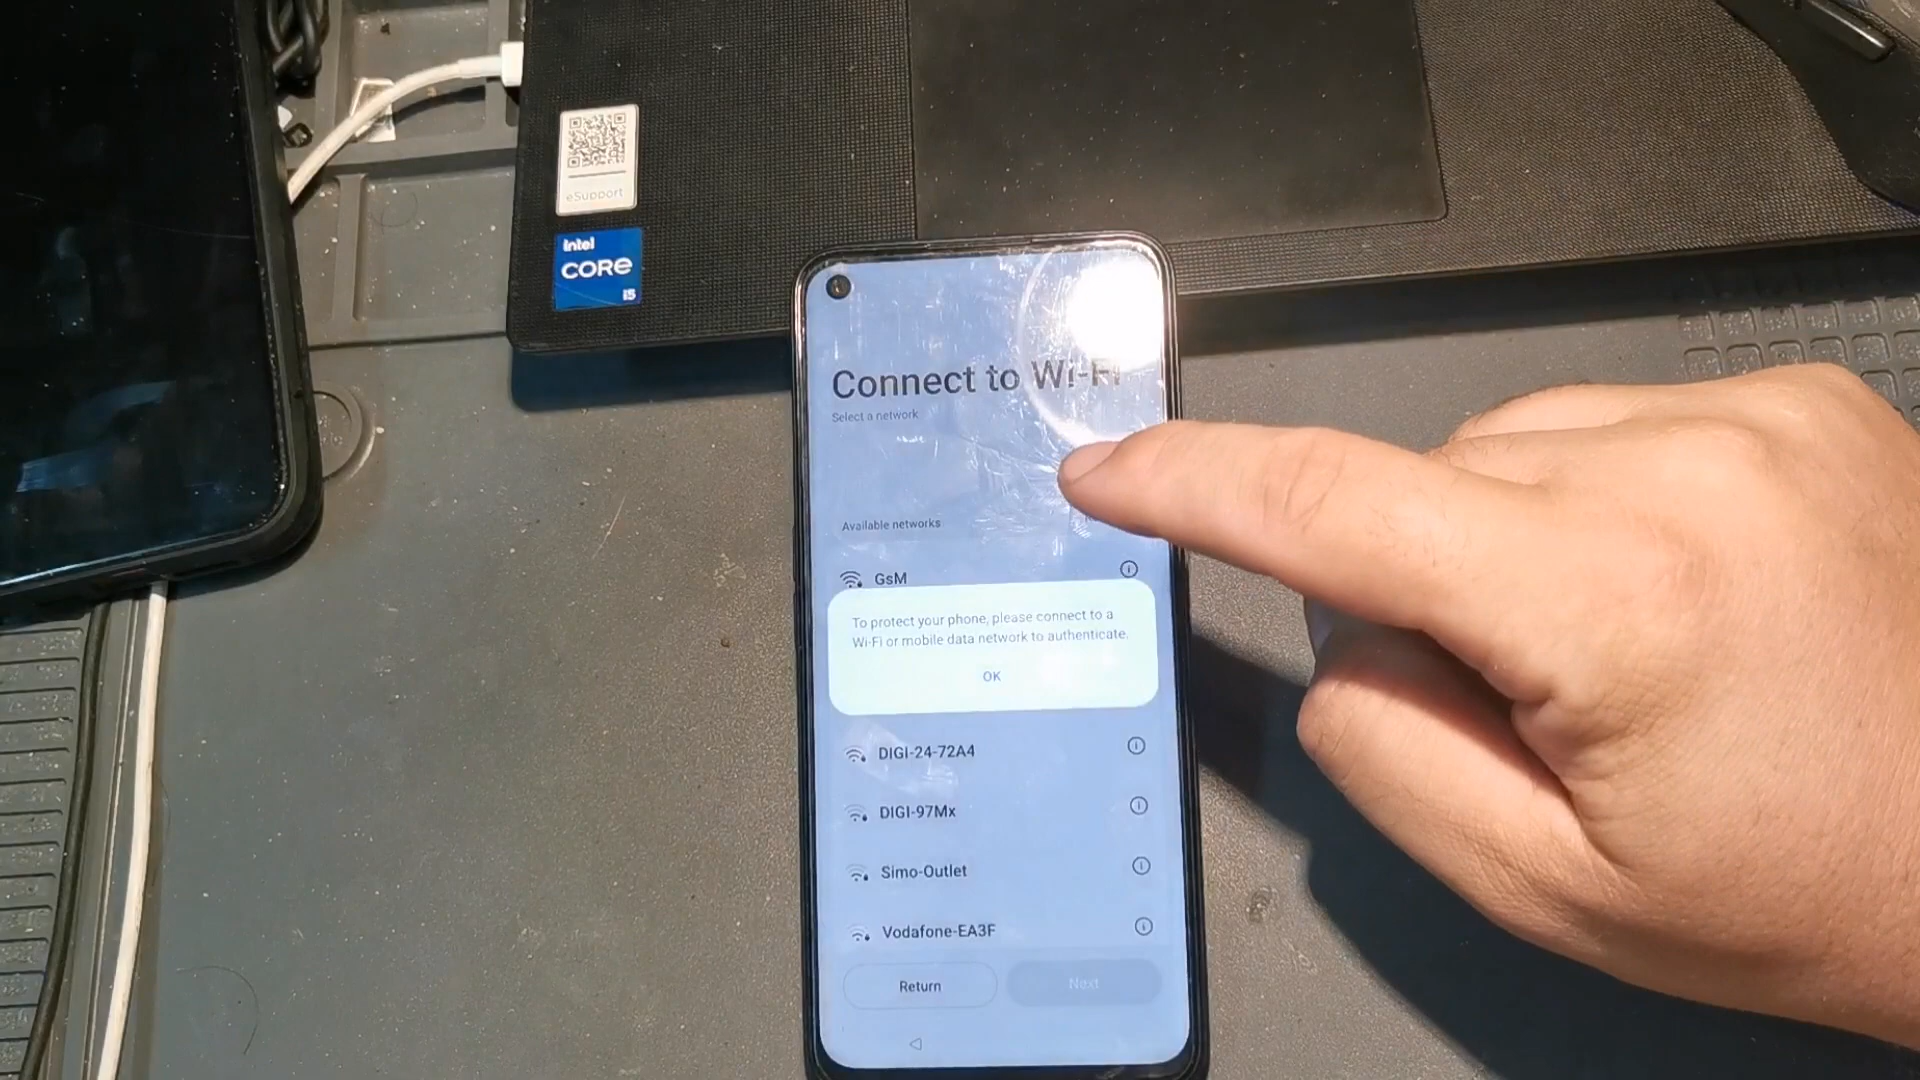 eSupport
intel
CORE
i5
Connect to Wi-Fi
Select a network
Available networks
GsM
To protect your phone, please connect to a
Wi-Fi or mobile data network to authenticate.
OK
DIGI-24-72A4
DIGI-97Mx
Simo-Outlet
Vodafone-EA3F
Return
Next